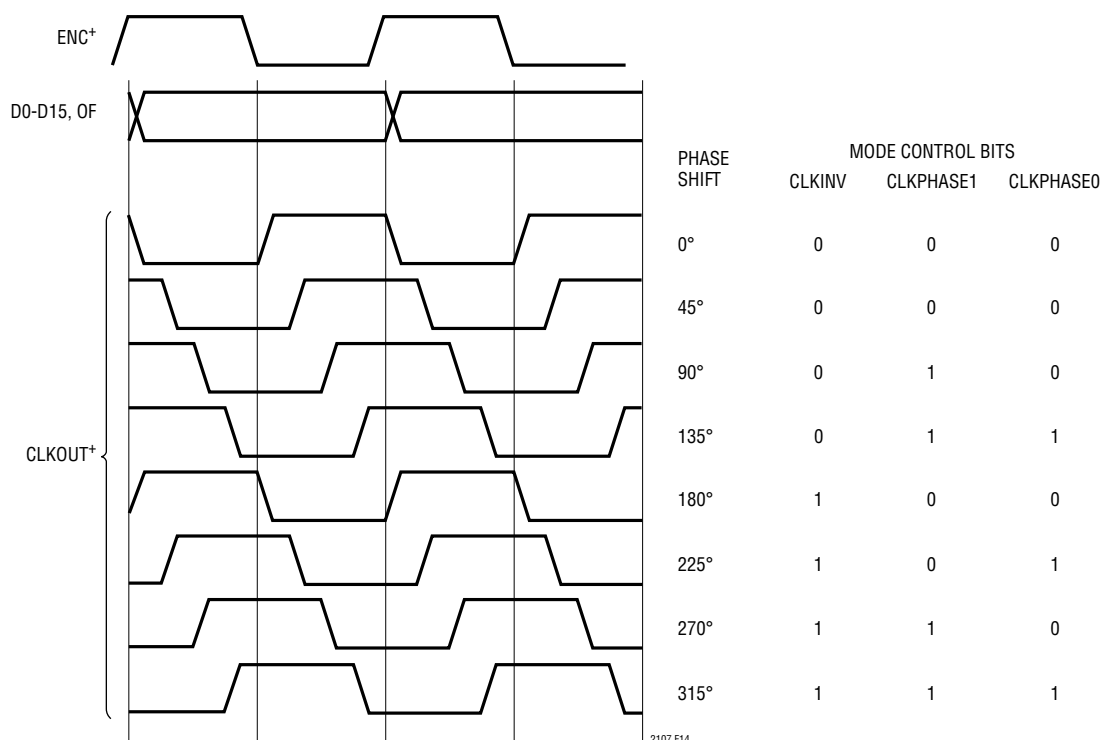 ENC+
D0-D15, OF
PHASE SHIFT MODE CONTROL BITS
CLKINV CLKPHASE1 CLKPHASE0
0° 0 0 0
45° 0 0 0
90° 0 1 0
135° 0 1 1
CLKOUT+
180° 1 0 0
225° 1 0 1
270° 1 1 0
315° 1 1 1
2107 F14